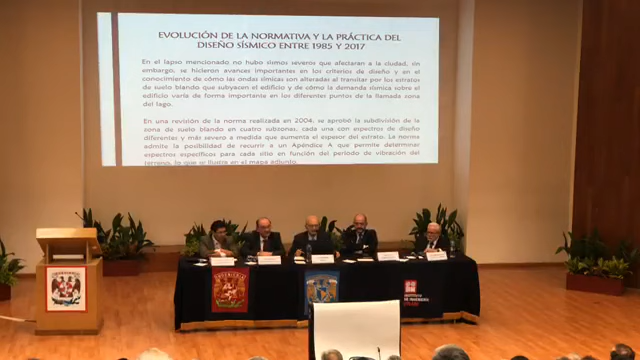 EVOLUCIÓN DE LA NORMATIVA Y LA PRÁCTICA DEL
DISEÑO SÍSMICO ENTRE 1985 Y 2017
En el lapso mencionado no hubo sismos severos que afectaran a la ciudad, sin
embargo, se hicieron avances importantes en los criterios de diseño y en el
conocimiento de cómo las ondas símicas son alteradas al transitar por los estratos
de suelo blando que subyacen el edificio y de cómo la demanda rísmica sobre el
edificio varía de forma importante en los diferentes puntos de la llamada zona
del lago.
En una revisión de la norma realizada en 2004, se aprobó la subdivisión de la
zona de suelo blando en cuatro subzonas, cada una con espectros de diseño
diferentes y más severo a medida que aumenta el espesor del estrato. La norma
admite la posibilidad de recurrir a un Apéndice A que permite determinar
espectros específicos para cada sitio en función del período de vibración del
terreno, lo que se ilustra en el mapa adjunto.
INGENIERIA
INSTITUTO
DE INGENIERÍA